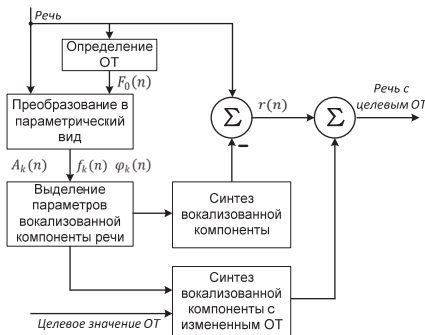 Речь
Определение
ОТ
F₀(n)
Преобразование в
параметрический
вид
Σ
r(n)
Σ
Речь с
целевым ОТ
−
Aₖ(n) fₖ(n) φₖ(n)
Выделение
параметров
вокализованной
компоненты речи
Синтез
вокализованной
компоненты
Синтез
вокализованной
компоненты с
измененным ОТ
Целевое значение ОТ